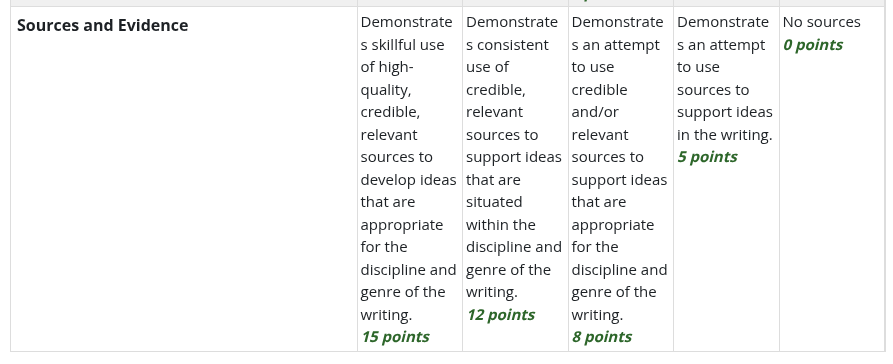 Sources and Evidence
Demonstrate
s skillful use
of high-
quality,
credible,
relevant
sources to
develop ideas
that are
appropriate
for the
discipline and
genre of the
writing.
15 points
Demonstrate
s consistent
use of
credible,
relevant
sources to
support ideas
that are
situated
within the
discipline and
genre of the
writing.
12 points
Demonstrate
s an attempt
to use
credible
and/or
relevant
sources to
support ideas
that are
appropriate
for the
discipline and
genre of the
writing.
8 points
Demonstrate
s an attempt
to use
sources to
support ideas
in the writing.
5 points
No sources
0 points